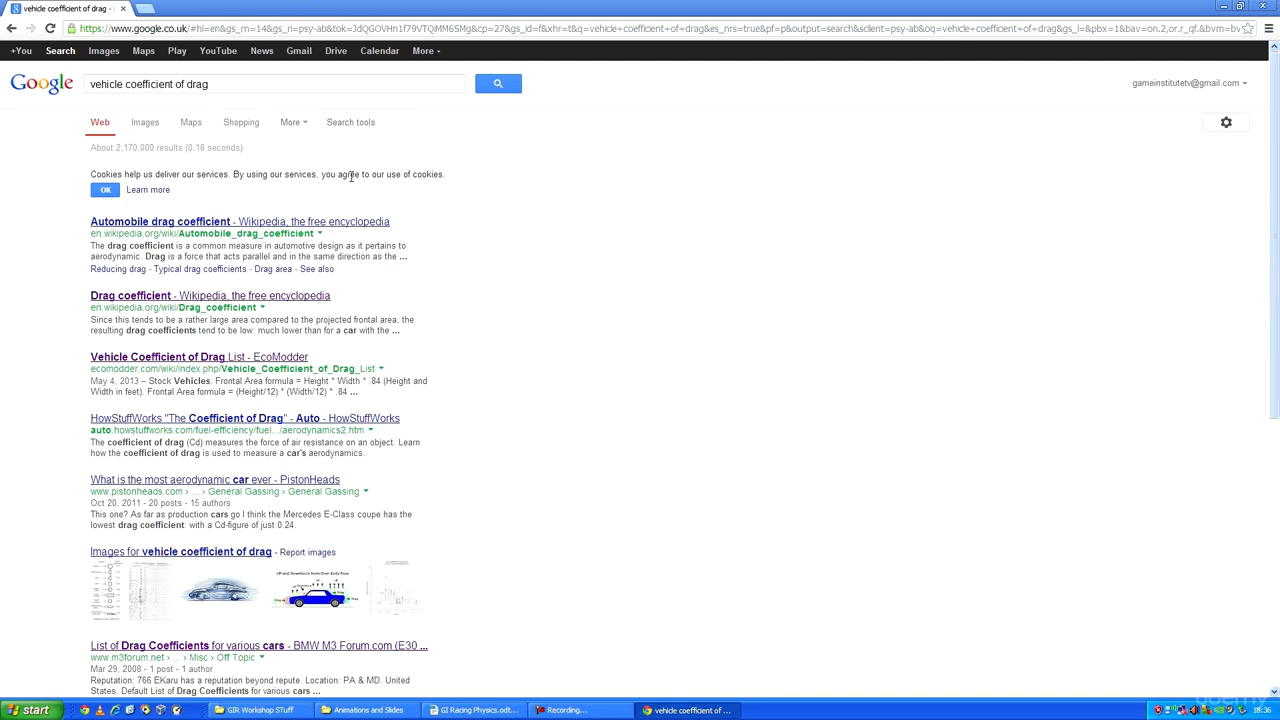 vehicle coefficient of drag -
https://www.google.co.uk/#hl=en&gs_rn=14&gs_ri=psy-ab&tok=JdQGOVHn1f79VTQiMM6SMg&cp=27&gs_id=f&xhr=t&q=vehicle+coefficient+of+drag&es_nrs=true&pf=p&output=search&sclient=psy-ab&oq=vehicle+coefficient+of+drag&gs_l=&pbx=1&bav=on.2,or.r_qf.&bvm=bv
+You Search Images Maps Play YouTube News Gmail Drive Calendar More
Google vehicle coefficient of drag
gameinstitutetv@gmail.com
Web Images Maps Shopping More Search tools
About 2,170,000 results (0.18 seconds)
Cookies help us deliver our services. By using our services, you agree to our use of cookies.
OK Learn more
Automobile drag coefficient - Wikipedia, the free encyclopedia
en.wikipedia.org/wiki/Automobile_drag_coefficient
The drag coefficient is a common measure in automotive design as it pertains to
aerodynamic. Drag is a force that acts parallel and in the same direction as the ...
Reducing drag - Typical drag coefficients - Drag area - See also
Drag coefficient - Wikipedia, the free encyclopedia
en.wikipedia.org/wiki/Drag_coefficient
Since this tends to be a rather large area compared to the projected frontal area, the
resulting drag coefficients tend to be low: much lower than for a car with the ...
Vehicle Coefficient of Drag List - EcoModder
ecomodder.com/wiki/index.php/Vehicle_Coefficient_of_Drag_List
May 4, 2013 – Stock Vehicles. Frontal Area formula = Height * Width * .84 (Height and
Width in feet). Frontal Area formula = (Height/12) * (Width/12) * .84 ...
HowStuffWorks "The Coefficient of Drag" - Auto - HowStuffWorks
auto.howstuffworks.com/fuel-efficiency/fuel.../aerodynamics2.htm
The coefficient of drag (Cd) measures the force of air resistance on an object. Learn
how the coefficient of drag is used to measure a car's aerodynamics.
What is the most aerodynamic car ever - PistonHeads
www.pistonheads.com › ... › General Gassing › General Gassing
Oct 20, 2011 - 20 posts - 15 authors
This one? As far as production cars go I think the Mercedes E-Class coupe has the
lowest drag coefficient: with a Cd-figure of just 0.24.
Images for vehicle coefficient of drag - Report images
List of Drag Coefficients for various cars - BMW M3 Forum.com (E30 ...
www.m3forum.net › ... › Misc › Off Topic
Mar 29, 2008 - 1 post - 1 author
Reputation: 766 EKaru has a reputation beyond repute. Location: PA & MD. United
States. Default List of Drag Coefficients for various cars ...
start GIR Workshop STuff Animations and Slides GI Racing Physics.odt... Recording... vehicle coefficient of ... 18:36
udemy